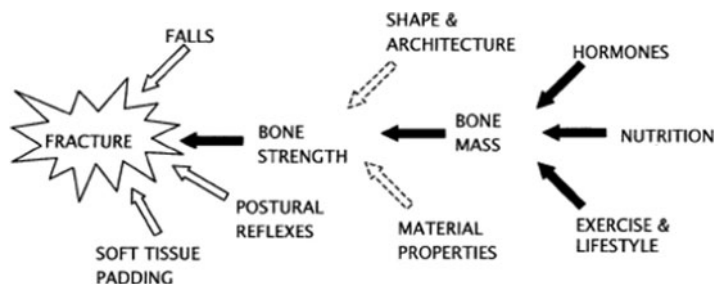 FALLS
SHAPE &
ARCHITECTURE
HORMONES
FRACTURE
BONE
STRENGTH
BONE
MASS
NUTRITION
POSTURAL
REFLEXES
SOFT TISSUE
PADDING
MATERIAL
PROPERTIES
EXERCISE &
LIFESTYLE